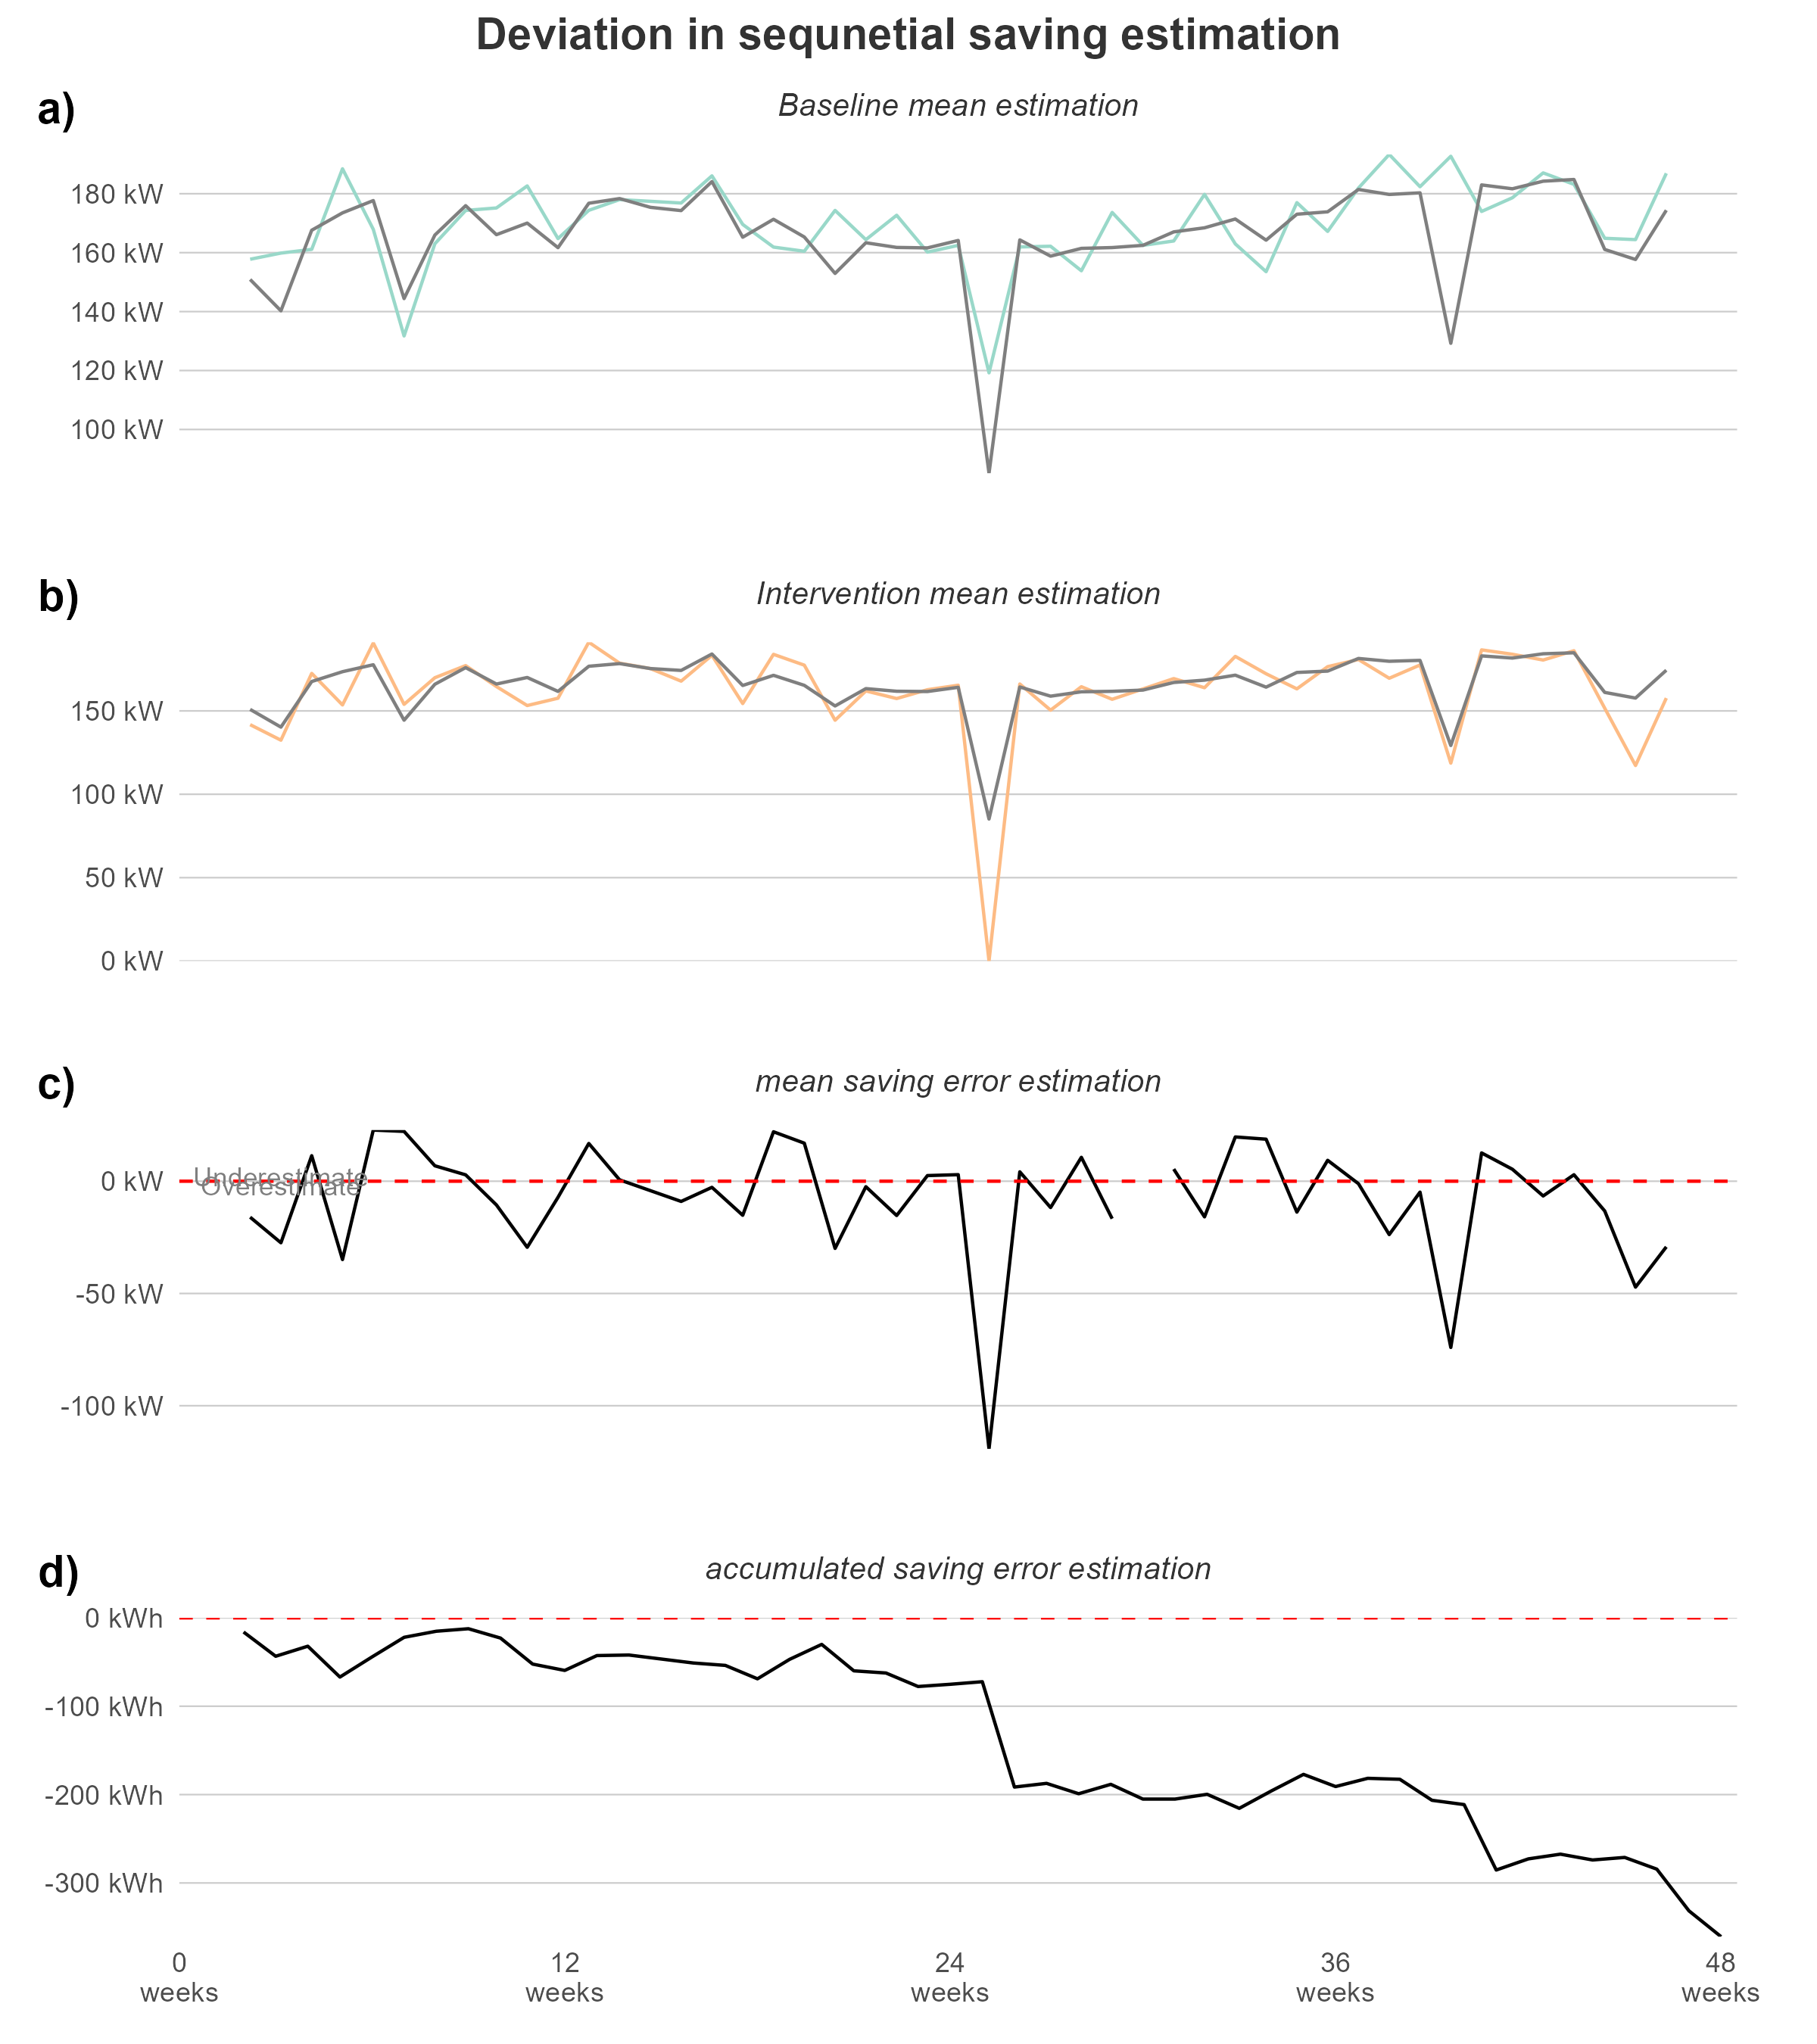 Deviation in sequnetial saving estimation
a)
Baseline mean estimation
180 kW
160 kW
140 kW
120 kW
100 kW
b)
Intervention mean estimation
150 kW
100 kW
50 kW
0 kW
c)
mean saving error estimation
Underestimate
0 kW
Overestimate
-50 kW
-100 kW
d)
accumulated saving error estimation
0 kWh
-100 kWh
-200 kWh
-300 kWh
0 12 24 36 48
weeks weeks weeks weeks weeks